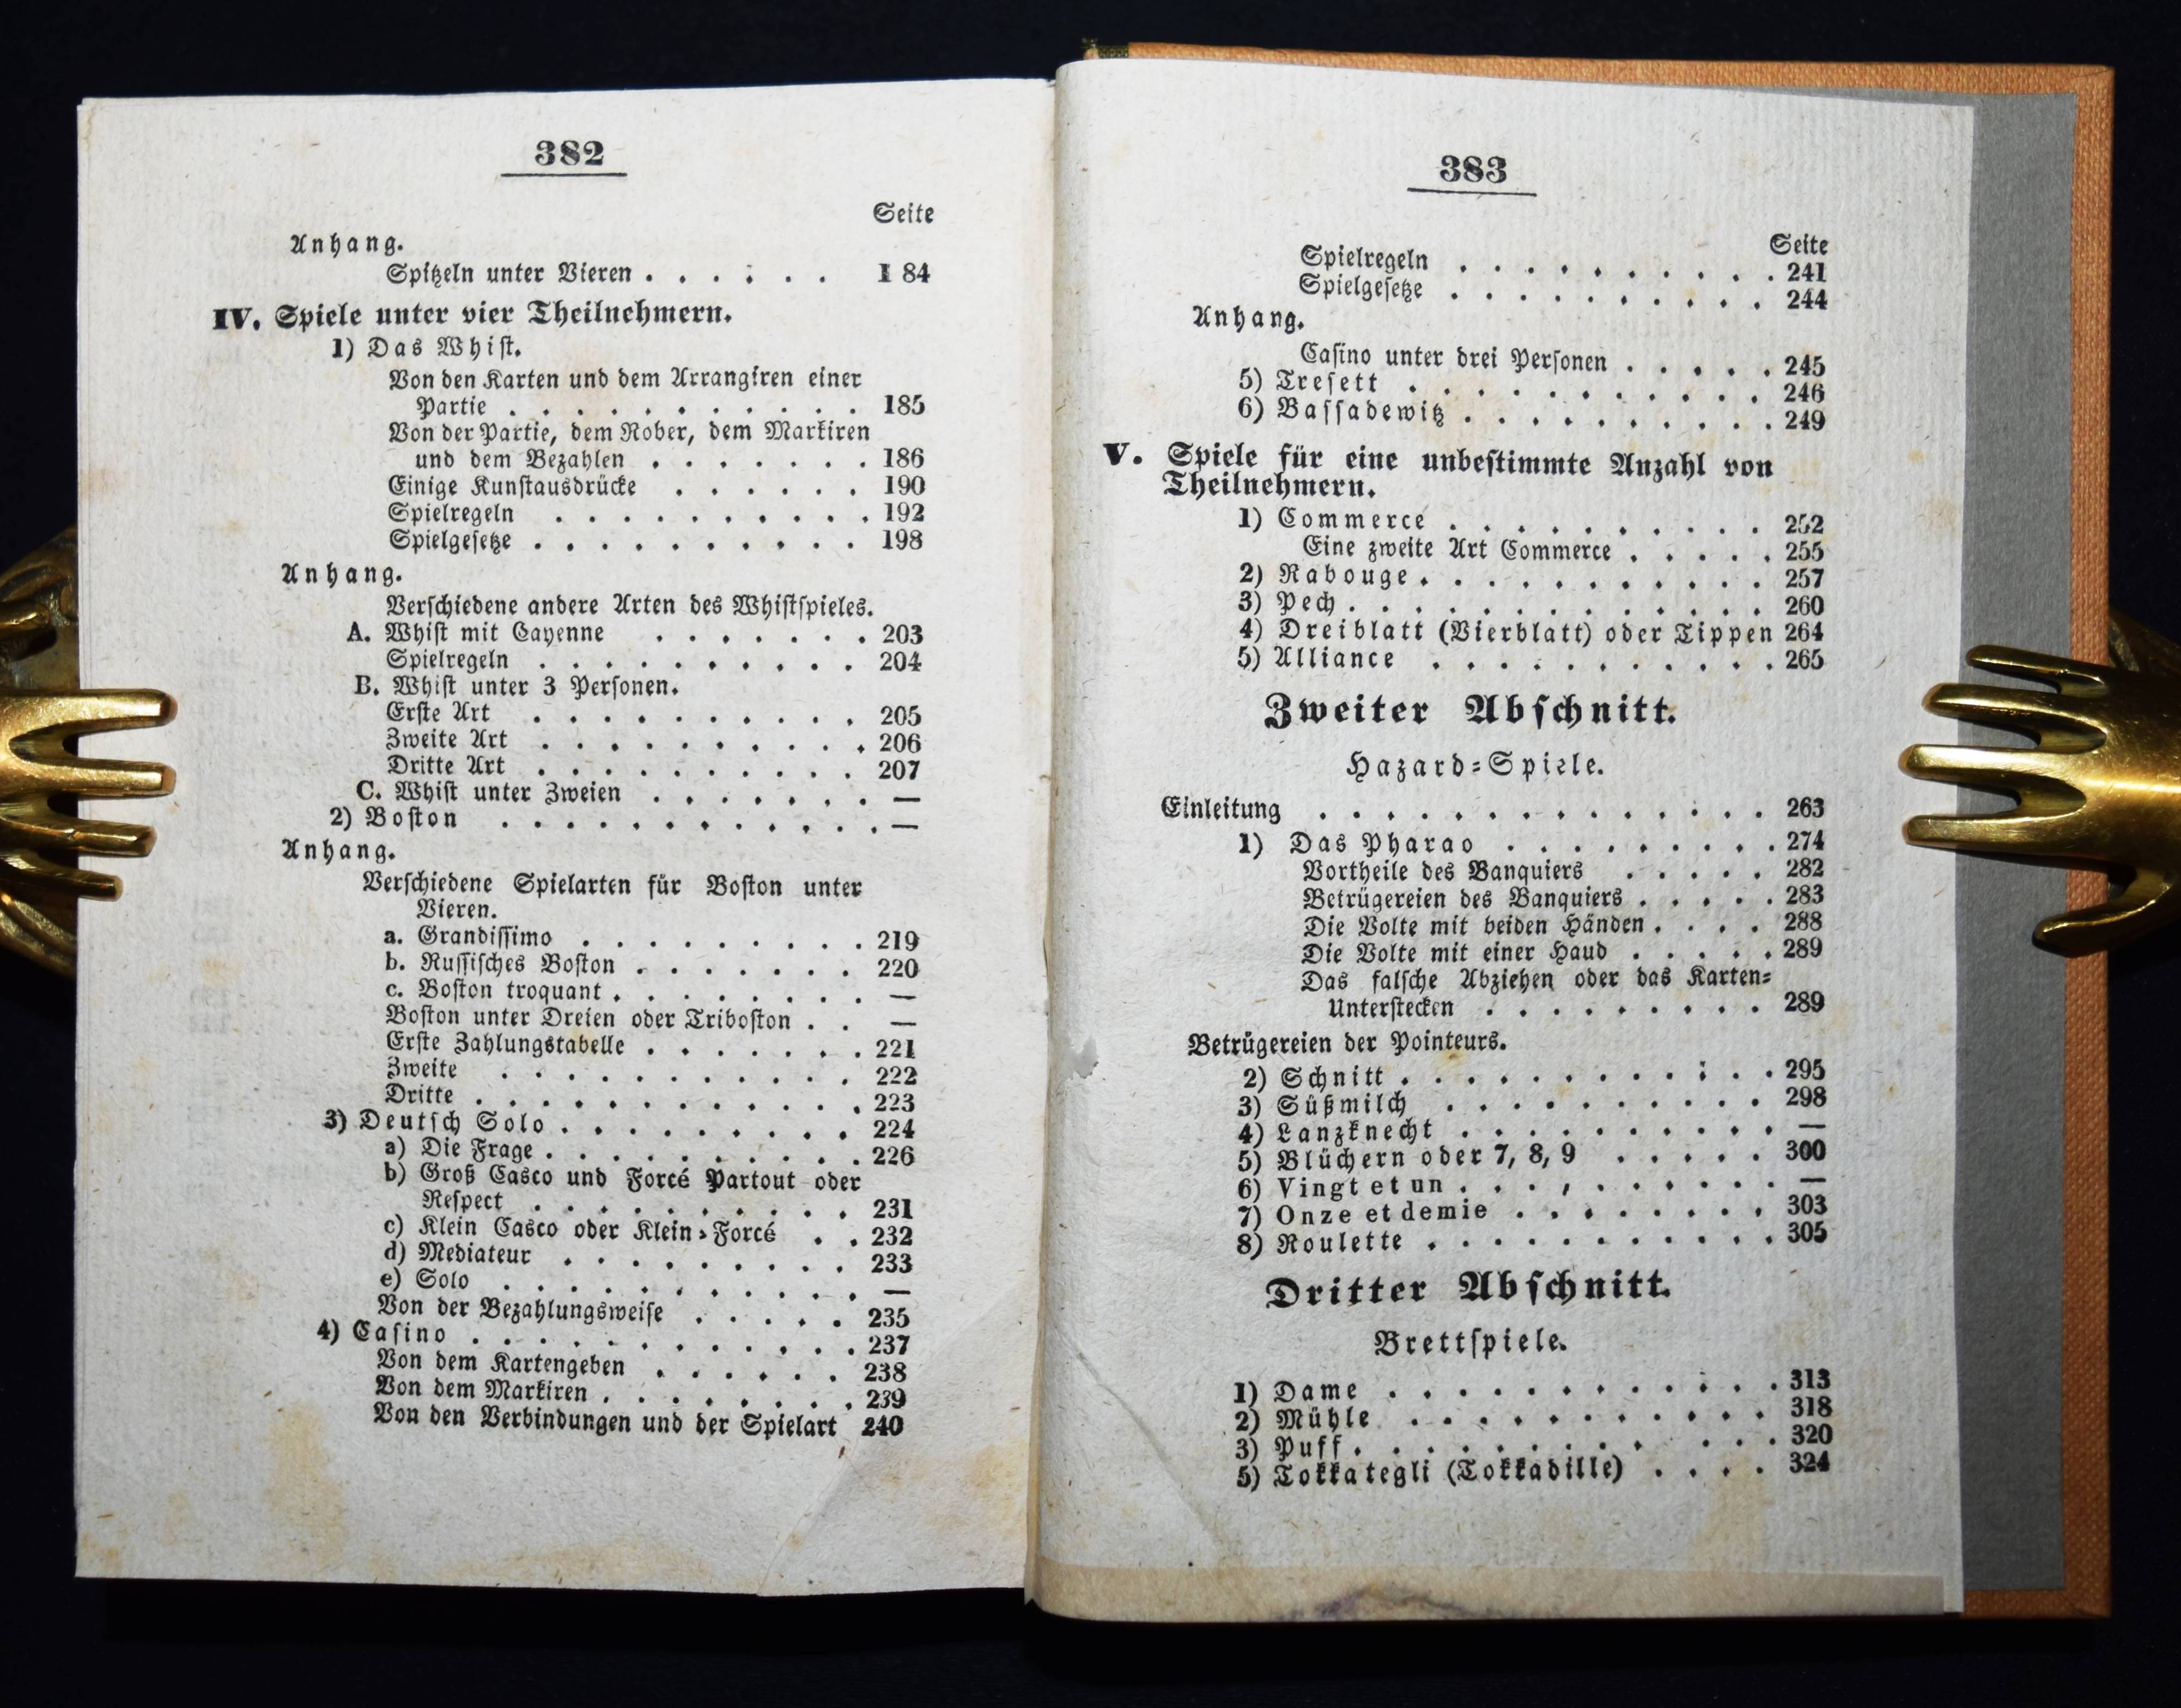 382
Seite
Anhang.
Spitzeln unter Vieren . . . . . . 1 84
IV. Spiele unter vier Theilnehmern.
1) Das Whist.
Von den Karten und dem Arrangiren einer
Partie . . . . . . . . . . . 185
Von der Partie, dem Rober, dem Markiren
und dem Bezahlen . . . . . . . 186
Einige Kunstausdrücke . . . . . . 190
Spielregeln . . . . . . . . . . 192
Spielgesetze . . . . . . . . . . 198
Anhang.
Verschiedene andere Arten des Whistspieles.
A. Whist mit Cayenne . . . . . . . 203
Spielregeln . . . . . . . . . . 204
B. Whist unter 3 Personen.
Erste Art . . . . . . . . . . 205
Zweite Art . . . . . . . . . . 206
Dritte Art . . . . . . . . . . 207
C. Whist unter Zweien . . . . . . . —
2) Boston . . . . . . . . . . . . . —
Anhang.
Verschiedene Spielarten für Boston unter
Vieren.
a. Grandissimo . . . . . . . . . 219
b. Russisches Boston . . . . . . . 220
c. Boston troquant . . . . . . . . —
Boston unter Dreien oder Triboston . . —
Erste Zahlungstabelle . . . . . . . 221
Zweite . . . . . . . . . . . 222
Dritte . . . . . . . . . . . . 223
3) Deutsch Solo . . . . . . . . . 224
a) Die Frage . . . . . . . . . . 226
b) Groß Casco und Forcé Partout oder
Respect . . . . . . . . . . 231
c) Klein Casco oder Klein-Forcé . . 232
d) Mediateur . . . . . . . . . 233
e) Solo . . . . . . . . . . . . —
Von der Bezahlungsweise . . . . . 235
4) Casino . . . . . . . . . . . . 237
Von dem Kartengeben . . . . . . 238
Von dem Markiren . . . . . . . . 239
Von den Verbindungen und der Spielart 240
383
Seite
Spielregeln . . . . . . . . . . 241
Spielgesetze . . . . . . . . . . 244
Anhang.
Casino unter drei Personen . . . . . 245
5) Tresett . . . . . . . . . . . 246
6) Bassadewitz . . . . . . . . . . 249
V. Spiele für eine unbestimmte Anzahl von
Theilnehmern.
1) Commerce . . . . . . . . . . 252
Eine zweite Art Commerce . . . . . 255
2) Rabouge . . . . . . . . . . . 257
3) Pech . . . . . . . . . . . . . 260
4) Dreiblatt (Vierblatt) oder Tippen 264
5) Alliance . . . . . . . . . . . 265
Zweiter Abschnitt.
Hazard=Spiele.
Einleitung . . . . . . . . . . . . . . 263
1) Das Pharao . . . . . . . . . 274
Vortheile des Banquiers . . . . . 282
Betrügereien des Banquiers . . . . . 283
Die Volte mit beiden Händen . . . . 288
Die Volte mit einer Haud . . . . . 289
Das falsche Abziehen oder das Karten=
Unterstecken . . . . . . . . . 289
Betrügereien der Pointeurs.
2) Schnitt . . . . . . . . . . . . 295
3) Süßmilch . . . . . . . . . . 298
4) Lanzknecht . . . . . . . . . . —
5) Blüchern oder 7, 8, 9 . . . . . 300
6) Vingt et un . . . . . . . . . . —
7) Onze et demie . . . . . . . . 303
8) Roulette . . . . . . . . . . . 305
Dritter Abschnitt.
Brettspiele.
1) Dame . . . . . . . . . . . . 313
2) Mühle . . . . . . . . . . . 318
3) Puff . . . . . . . . . . . . 320
5) Tokkategli (Tokkadille) . . . . 324